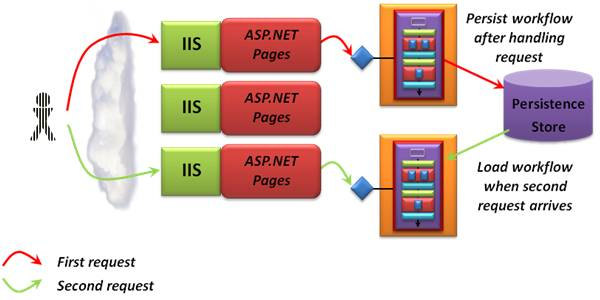 IIS
ASP.NET
Pages
Persist workflow
after handling
request
IIS
ASP.NET
Pages
Persistence
Store
IIS
ASP.NET
Pages
Load workflow
when second
request arrives
First request
Second request